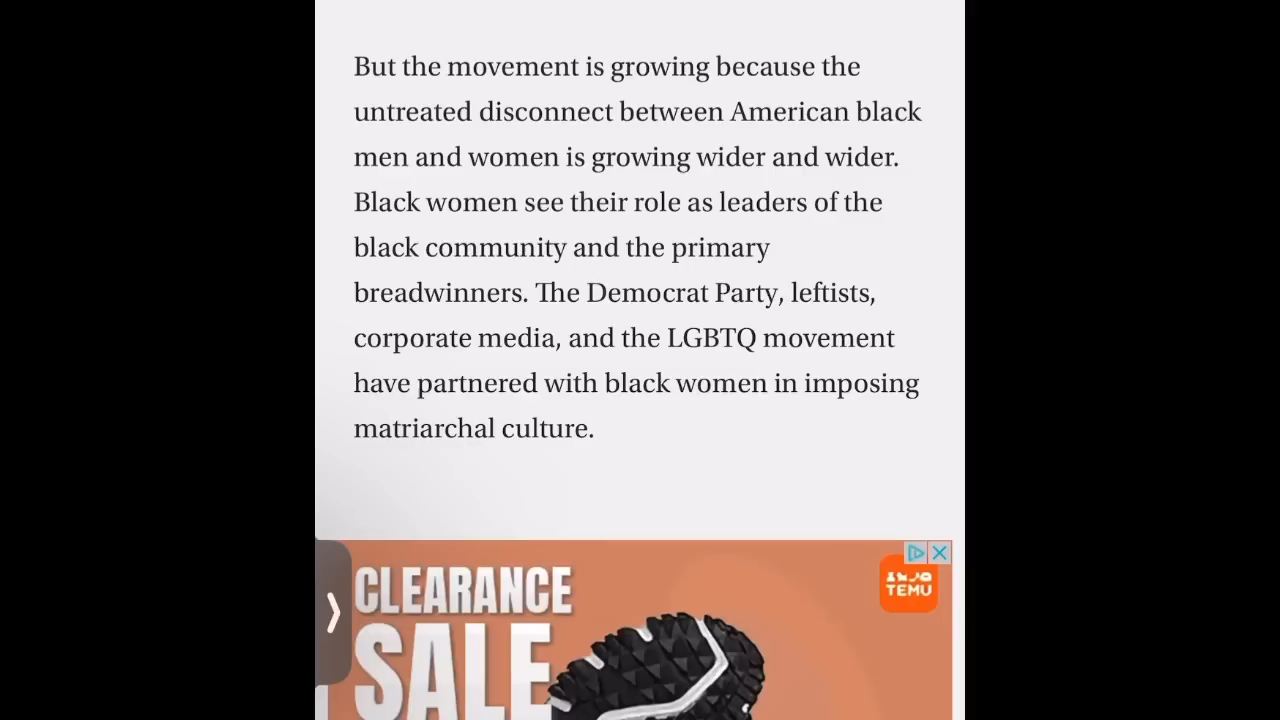 But the movement is growing because the
untreated disconnect between American black
men and women is growing wider and wider.
Black women see their role as leaders of the
black community and the primary
breadwinners. The Democrat Party, leftists,
corporate media, and the LGBTQ movement
have partnered with black women in imposing
matriarchal culture.
CLEARANCE
SALE
TEMU